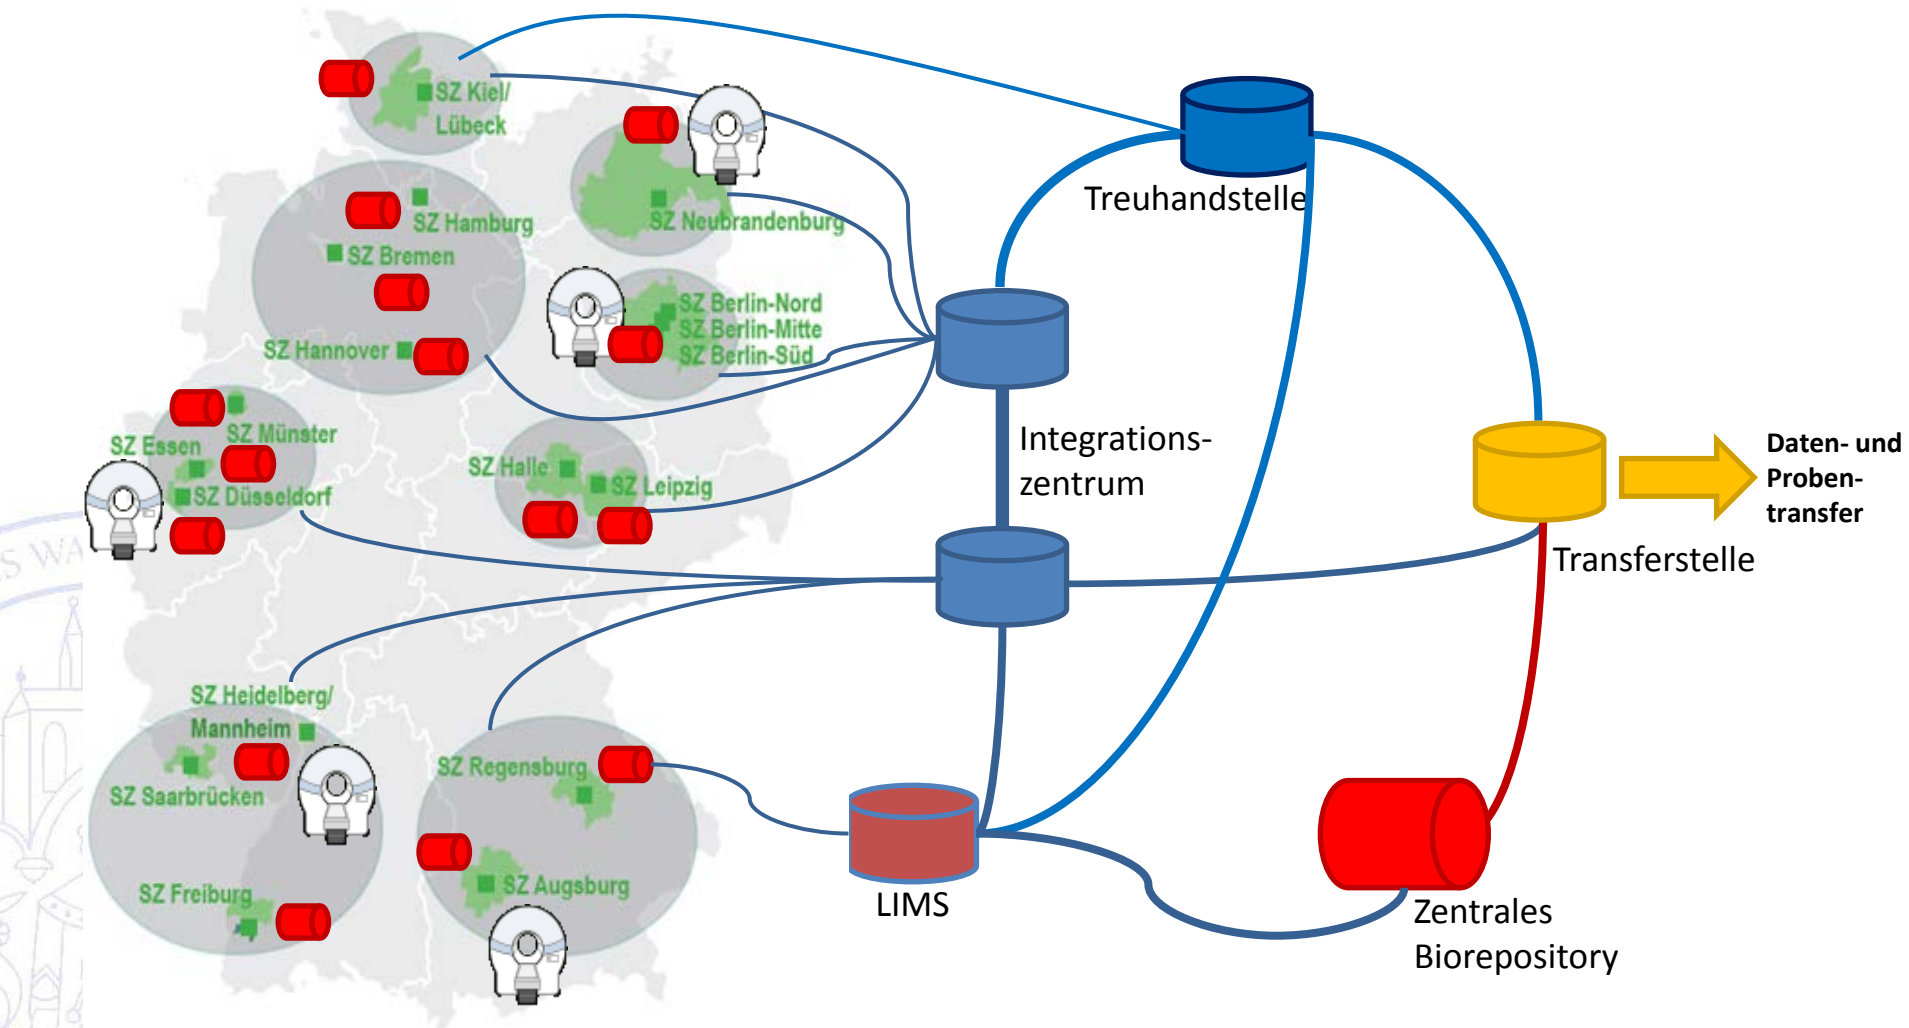 SZ Kiel/
Lübeck
SZ Hamburg
SZ Bremen
SZ Hannover
SZ Neubrandenburg
SZ Berlin-Nord
SZ Berlin-Mitte
SZ Berlin-Süd
SZ Münster
SZ Essen
SZ Düsseldorf
SZ Halle
SZ Leipzig
SZ Heidelberg/
Mannheim
SZ Saarbrücken
SZ Freiburg
SZ Regensburg
SZ Augsburg
Treuhandstelle
Integrations-
zentrum
LIMS
Transferstelle
Daten- und
Proben-
transfer
Zentrales
Biorepository